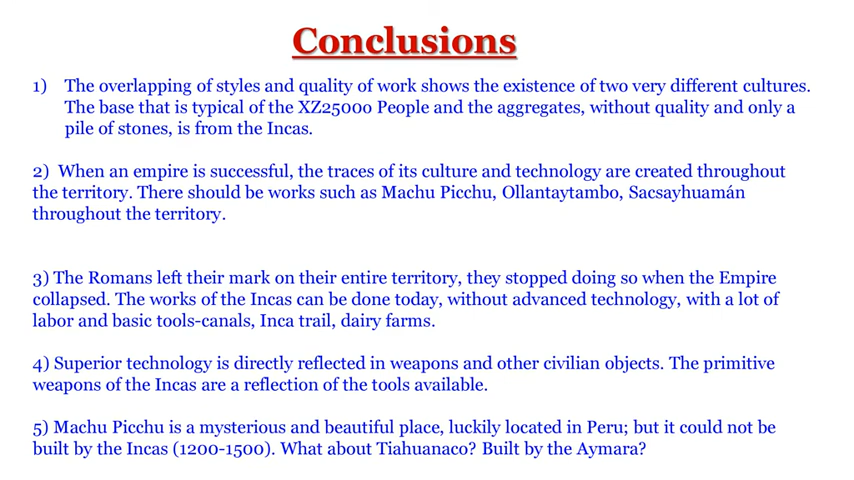 Conclusions
1) The overlapping of styles and quality of work shows the existence of two very different cultures.
The base that is typical of the XZ2500o People and the aggregates, without quality and only a
pile of stones, is from the Incas.
2) When an empire is successful, the traces of its culture and technology are created throughout
the territory. There should be works such as Machu Picchu, Ollantaytambo, Sacsayhuamán
throughout the territory.
3) The Romans left their mark on their entire territory, they stopped doing so when the Empire
collapsed. The works of the Incas can be done today, without advanced technology, with a lot of
labor and basic tools-canals, Inca trail, dairy farms.
4) Superior technology is directly reflected in weapons and other civilian objects. The primitive
weapons of the Incas are a reflection of the tools available.
5) Machu Picchu is a mysterious and beautiful place, luckily located in Peru; but it could not be
built by the Incas (1200-1500). What about Tiahuanaco? Built by the Aymara?